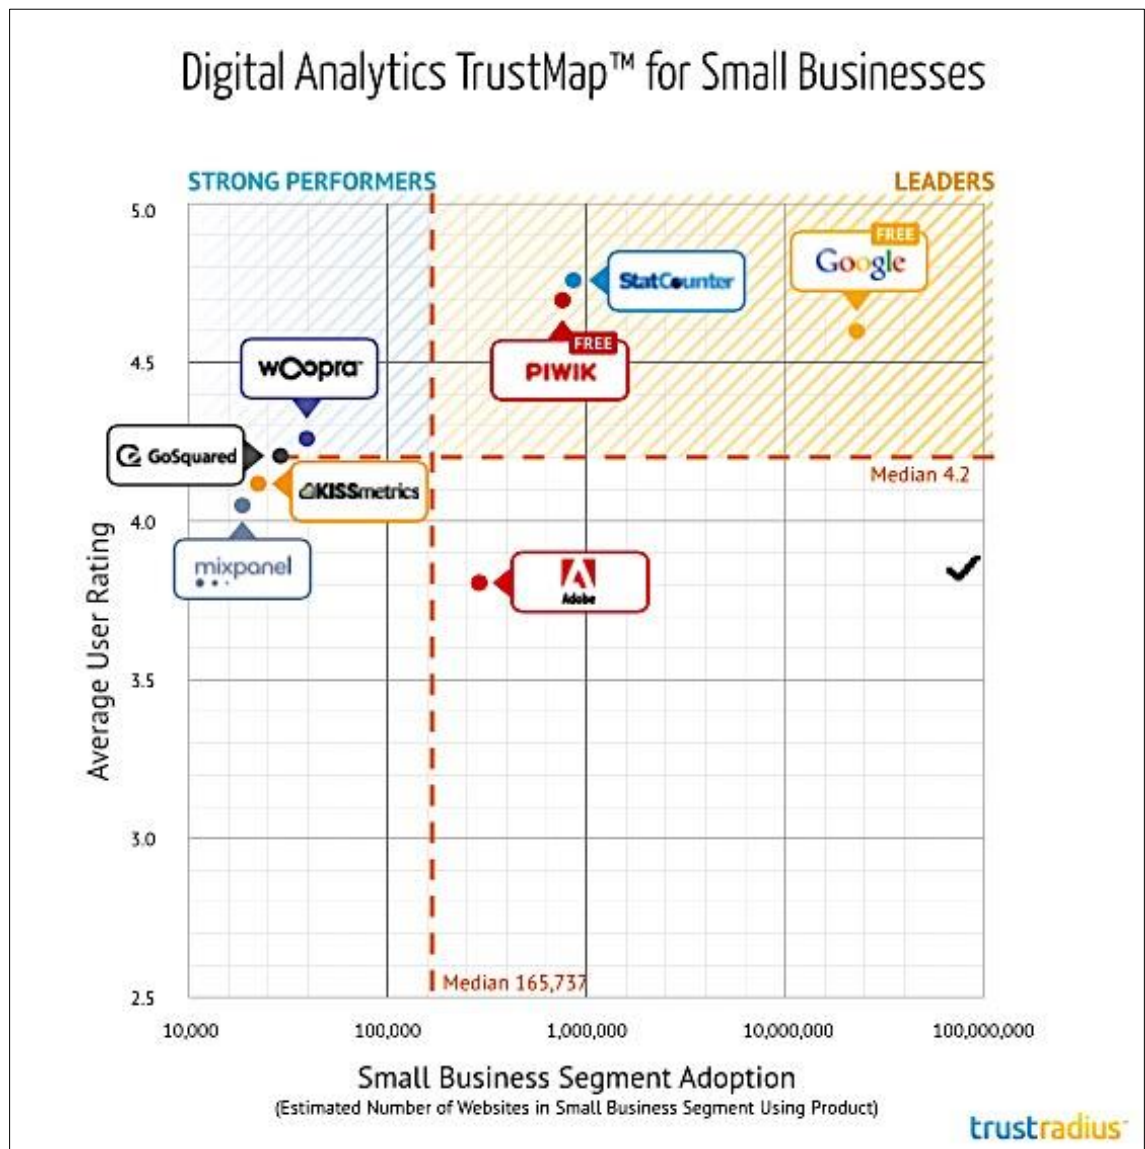 Digital Analytics TrustMap™ for Small Businesses
STRONG PERFORMERS
LEADERS
5.0
FREE
Google
StatCounter
FREE
PIWIK
4.5
woopra™
GoSquared
KISSmetrics
Median 4.2
4.0
mixpanel
Adobe
Average User Rating
3.5
3.0
Median 165,737
2.5
10,000 100,000 1,000,000 10,000,000 100,000,000
Small Business Segment Adoption
(Estimated Number of Websites in Small Business Segment Using Product)
trustradius™